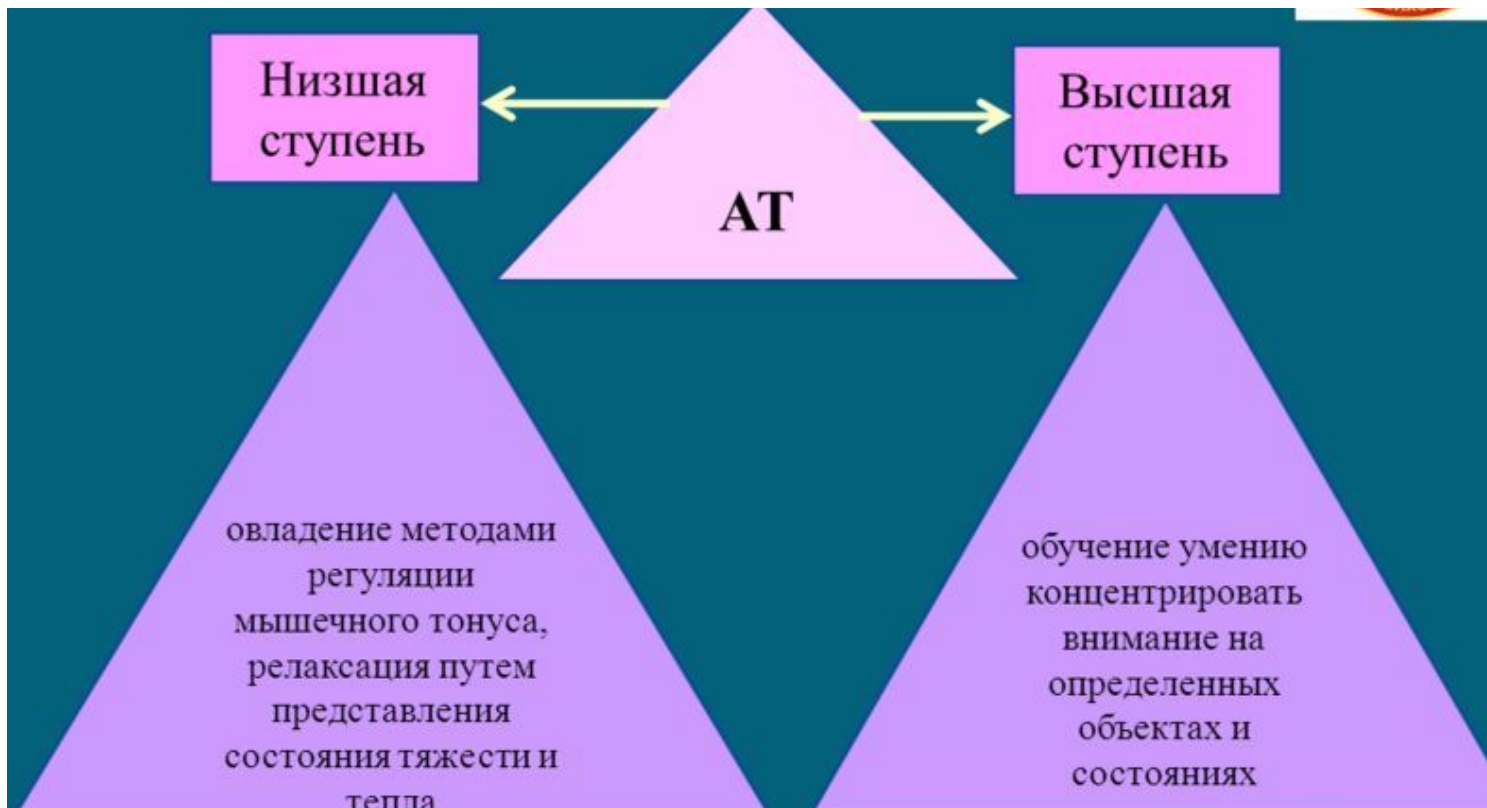 Низшая
ступень
АТ
Высшая
ступень
овладение методами
регуляции
мышечного тонуса,
релаксация путем
представления
состояния тяжести и
тепла
обучение умению
концентрировать
внимание на
определенных
объектах и
состояниях